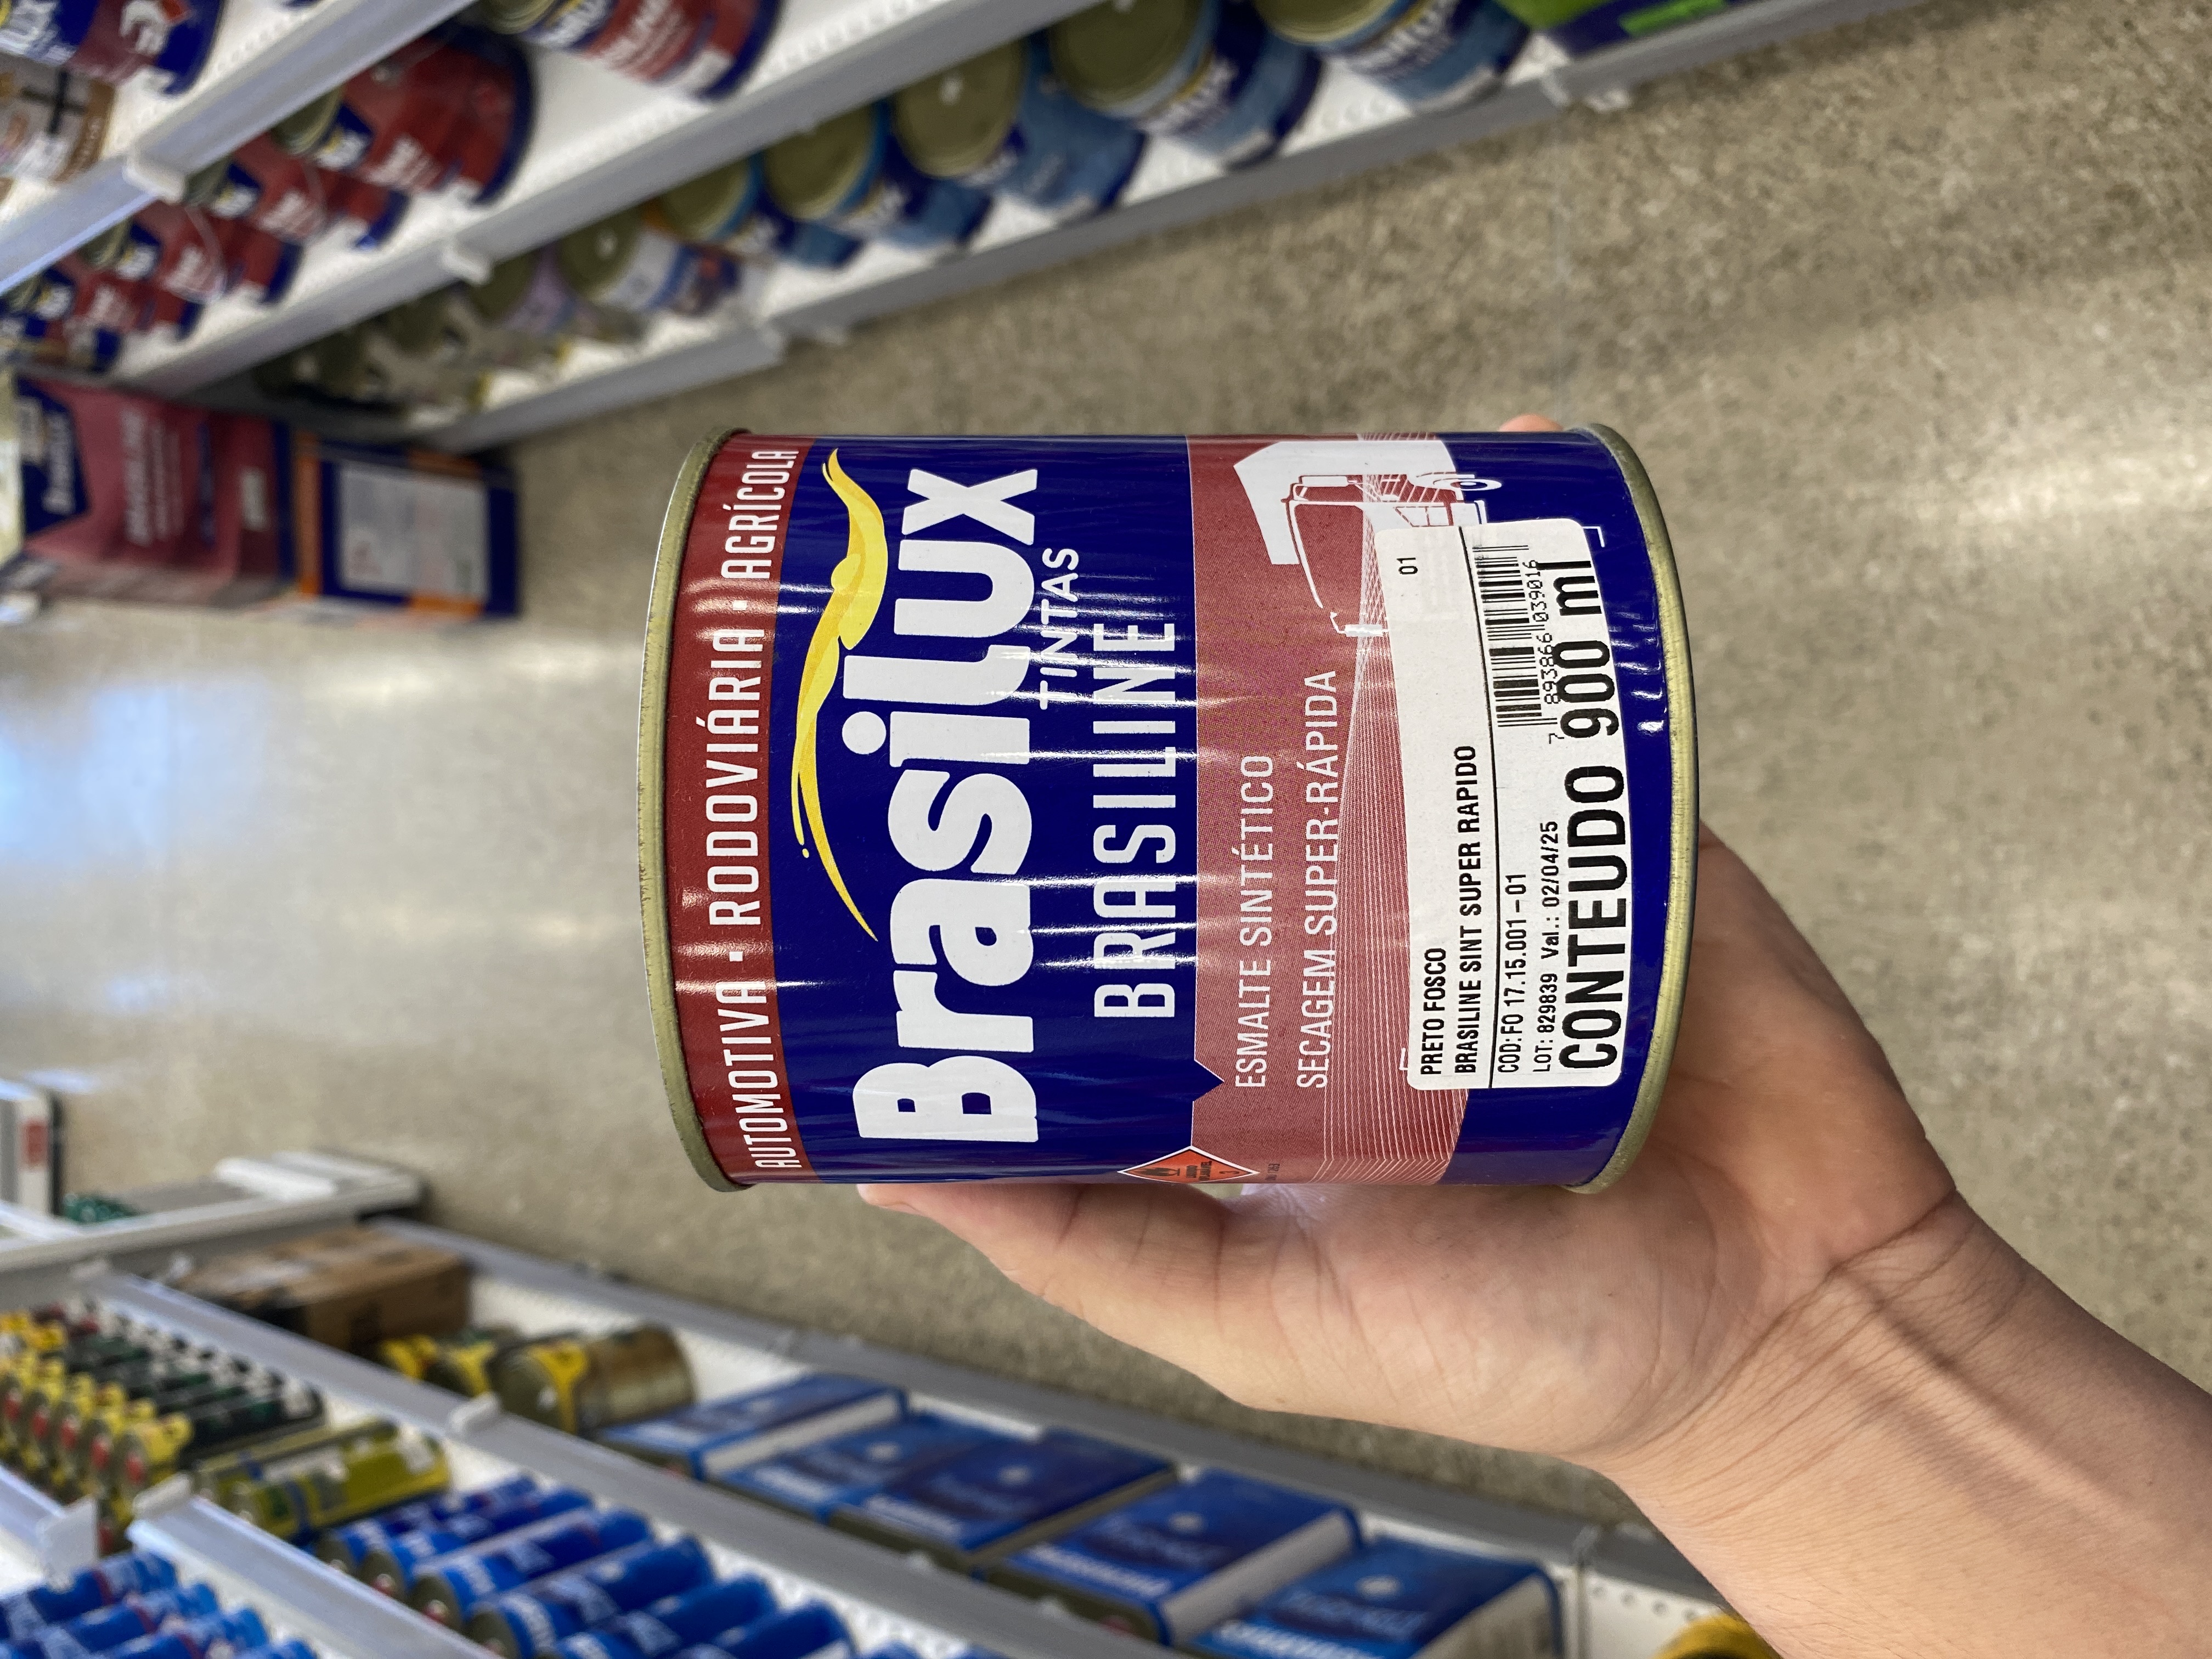 AUTOMOTIVA · RODOVIÁRIA · AGRÍCOLA
Brasilux
TINTAS
BRASILINE
ESMALTE SINTÉTICO
SECAGEM SUPER-RÁPIDA
01
PRETO FOSCO
BRASILINE SINT SUPER RAPIDO
COD:FO 17.15.001-01
LOT: 829839 Val.: 02/04/25
7 893866 039016
CONTEUDO 900 ml